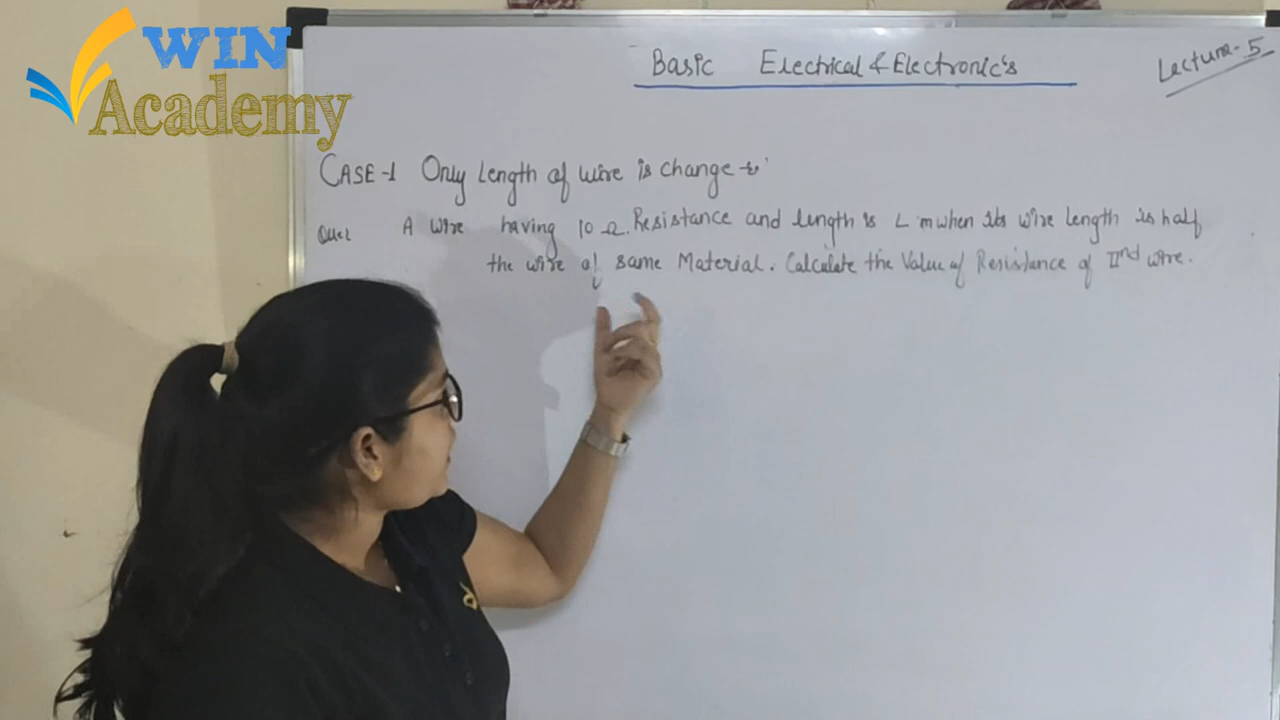 WIN
Academy
Basic Electrical & Electronic's
Lecture-5
CASE-1 Only Length of wire is change
Que: A wire having 10 Ω. Resistance and length is L m when its wire length is half
the wire of same Material. Calculate the Value of Resistance of IInd wire.